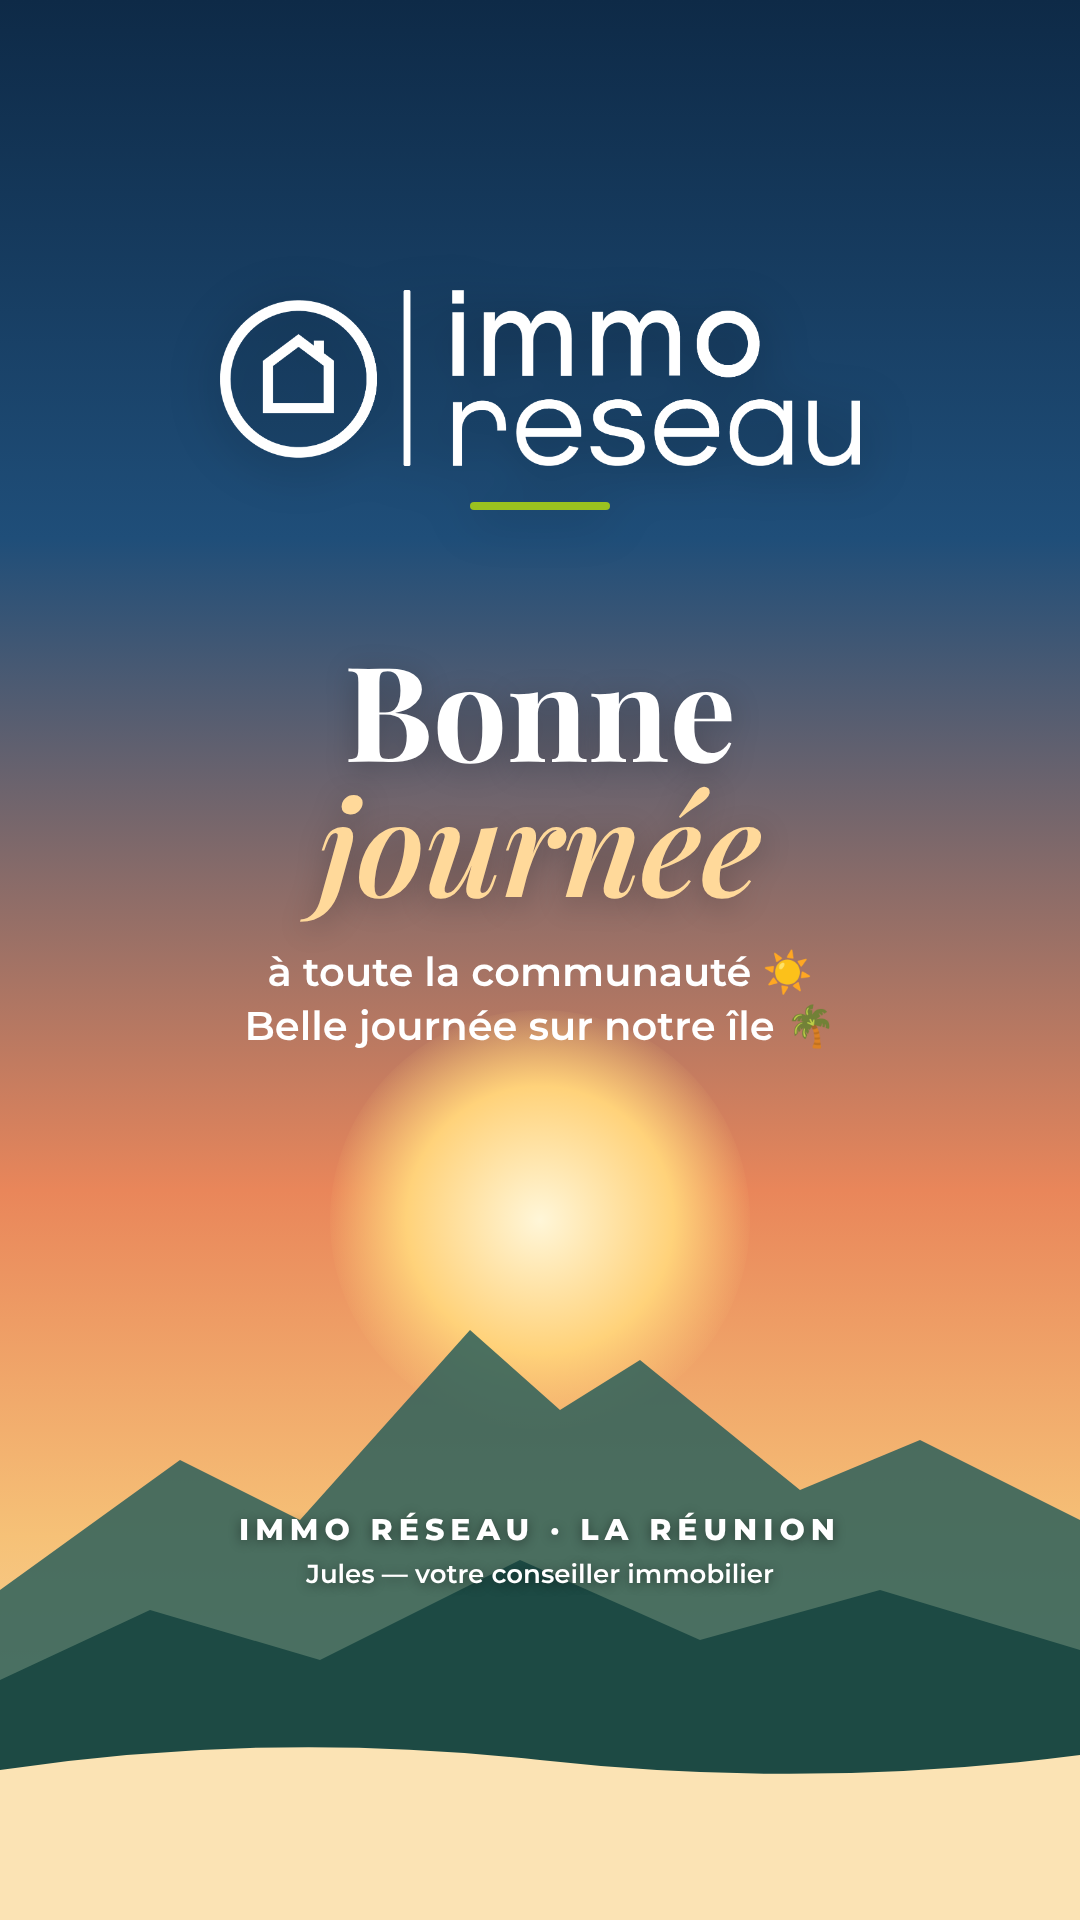 immo
reseau
Bonne
journée
à toute la communauté ☀️
Belle journée sur notre île 🌴
IMMO RÉSEAU · LA RÉUNION
Jules — votre conseiller immobilier